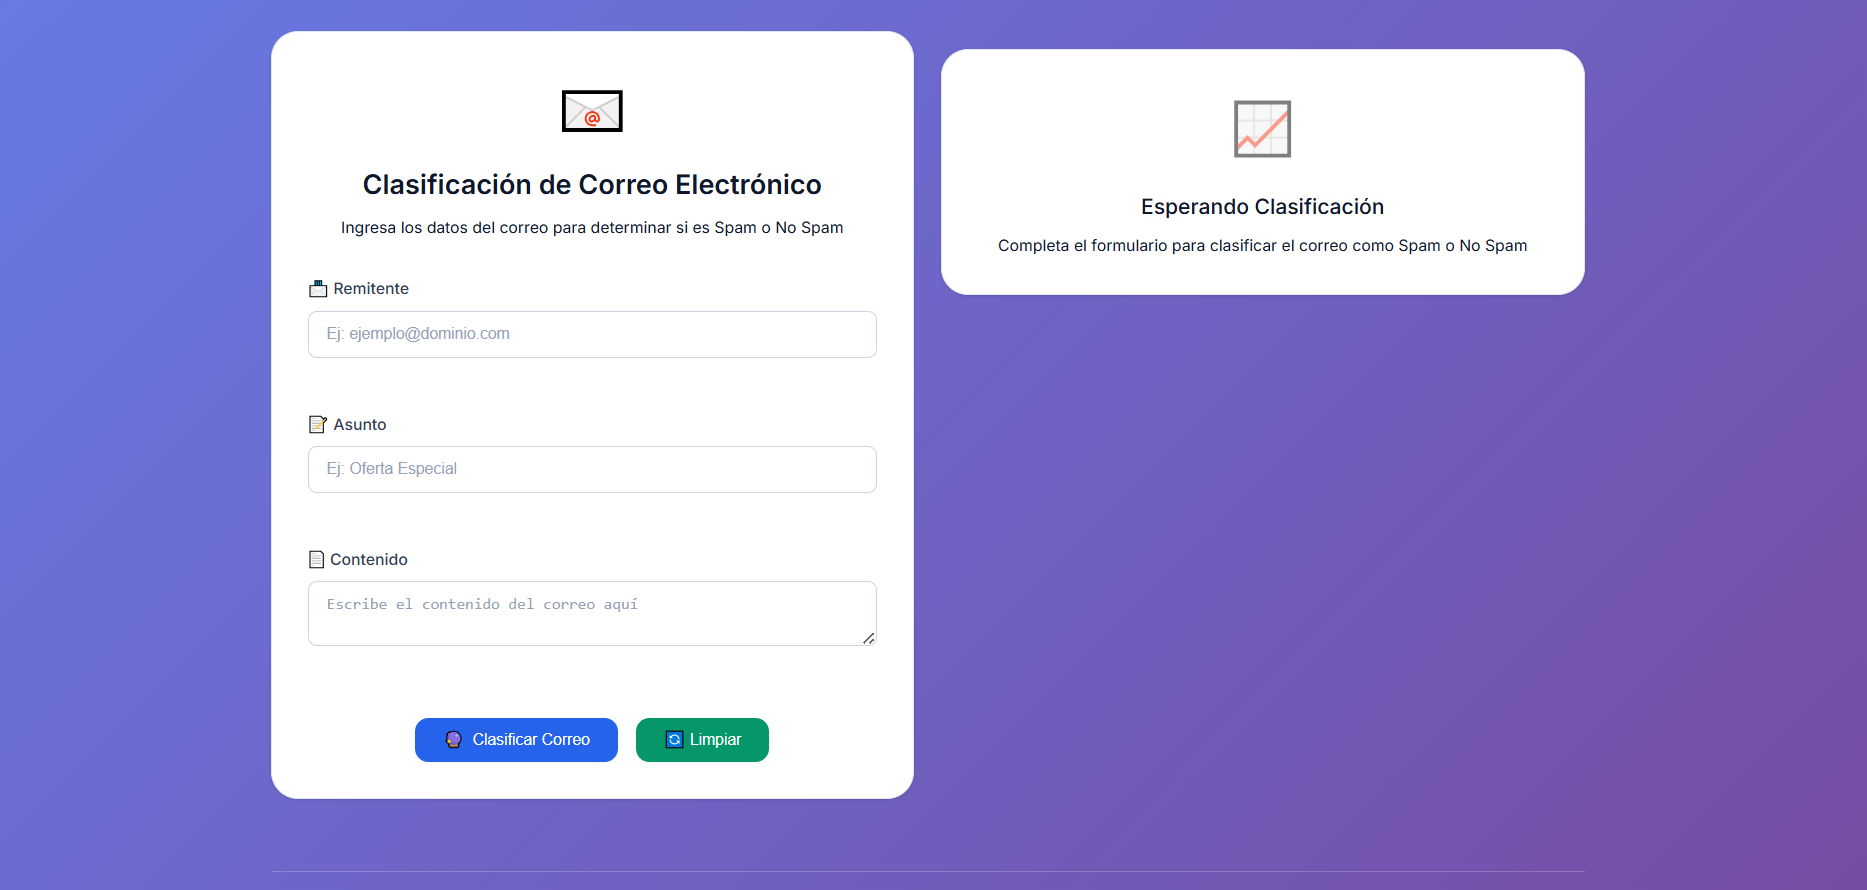 Clasificación de Correo Electrónico
Ingresa los datos del correo para determinar si es Spam o No Spam
Remitente
Ej: ejemplo@dominio.com
Asunto
Ej: Oferta Especial
Contenido
Escribe el contenido del correo aquí
Clasificar Correo
Limpiar
Esperando Clasificación
Completa el formulario para clasificar el correo como Spam o No Spam